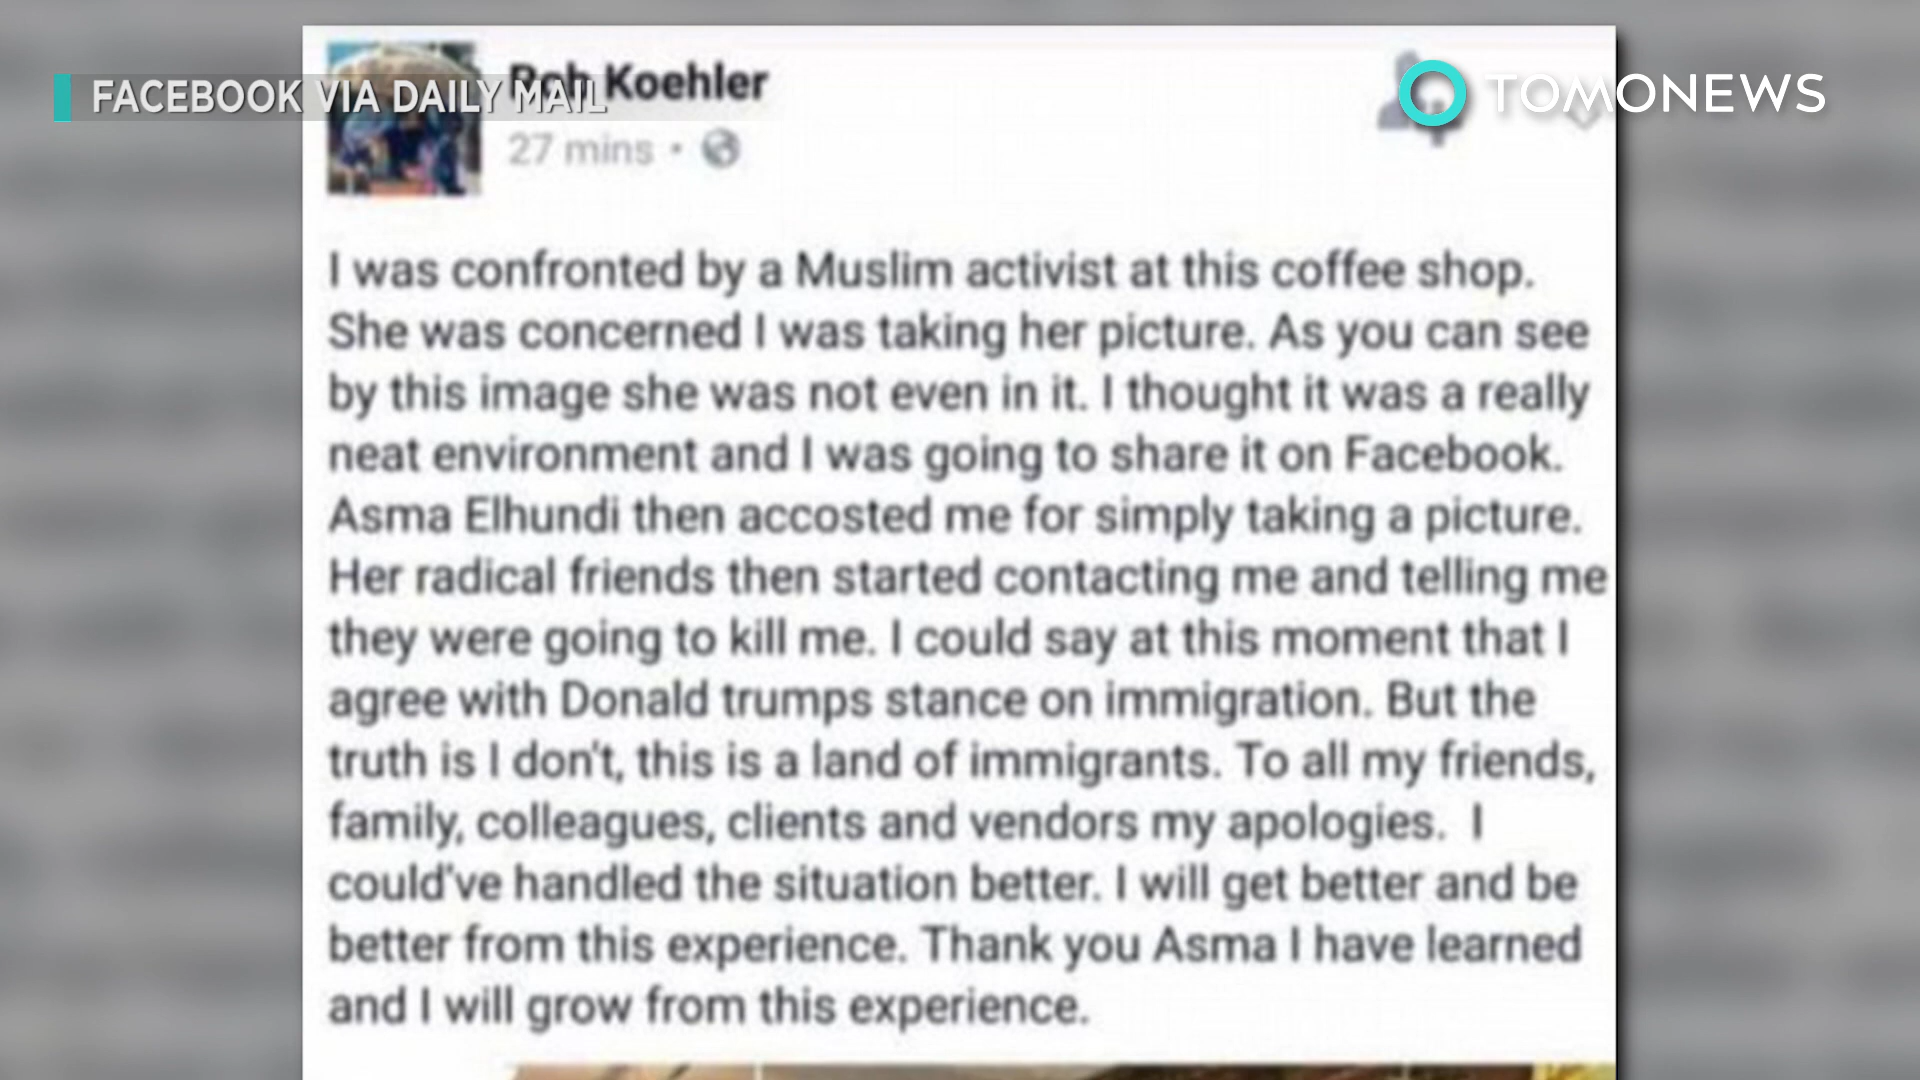 FACEBOOK VIA DAILY MAIL
Rob Koehler
TOMONEWS
27 mins
I was confronted by a Muslim activist at this coffee shop.
She was concerned I was taking her picture. As you can see
by this image she was not even in it. I thought it was a really
neat environment and I was going to share it on Facebook.
Asma Elhundi then accosted me for simply taking a picture.
Her radical friends then started contacting me and telling me
they were going to kill me. I could say at this moment that I
agree with Donald trumps stance on immigration. But the
truth is I don't, this is a land of immigrants. To all my friends,
family, colleagues, clients and vendors my apologies. I
could've handled the situation better. I will get better and be
better from this experience. Thank you Asma I have learned
and I will grow from this experience.